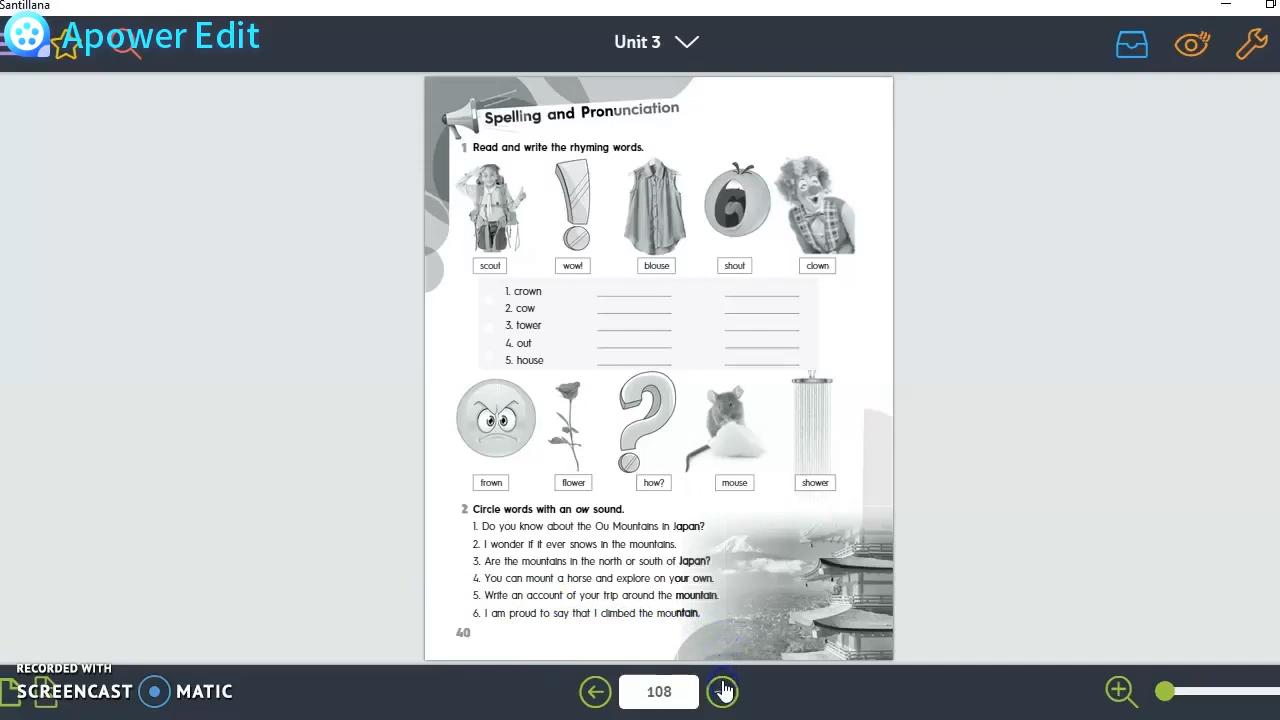 Santillana
Apower Edit
Unit 3
Spelling and Pronunciation
1 Read and write the rhyming words.
scout wow! blouse shout clown
1. crown
2. cow
3. tower
4. out
5. house
frown flower how? mouse shower
2 Circle words with an ow sound.
1. Do you know about the Ou Mountains in Japan?
2. I wonder if it ever snows in the mountains.
3. Are the mountains in the north or south of Japan?
4. You can mount a horse and explore on your own.
5. Write an account of your trip around the mountain.
6. I am proud to say that I climbed the mountain.
40
RECORDED WITH
SCREENCAST MATIC
108